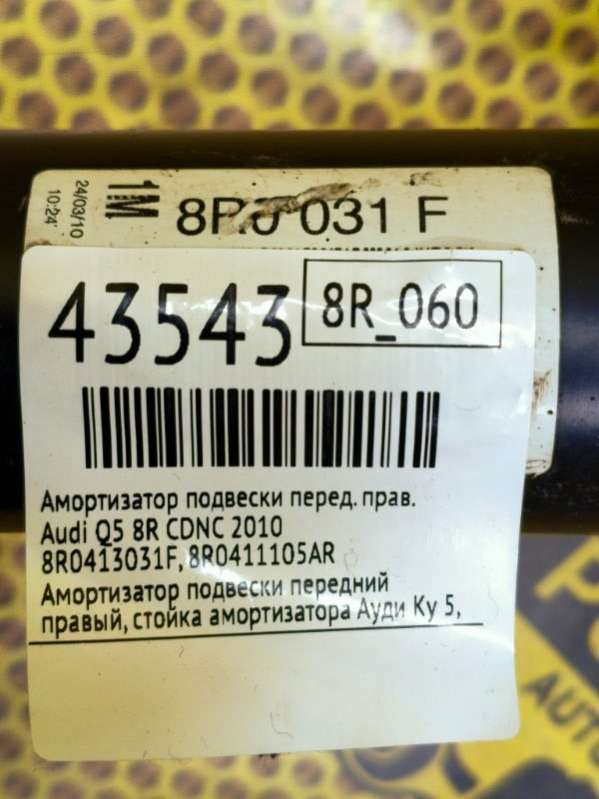 24/03/10
10:24
1M
8R0 031 F
43543
8R_060
Амортизатор подвески перед. прав.
Audi Q5 8R CDNC 2010
8R0413031F, 8R0411105AR
Амортизатор подвески передний
правый, стойка амортизатора Ауди Ку 5,